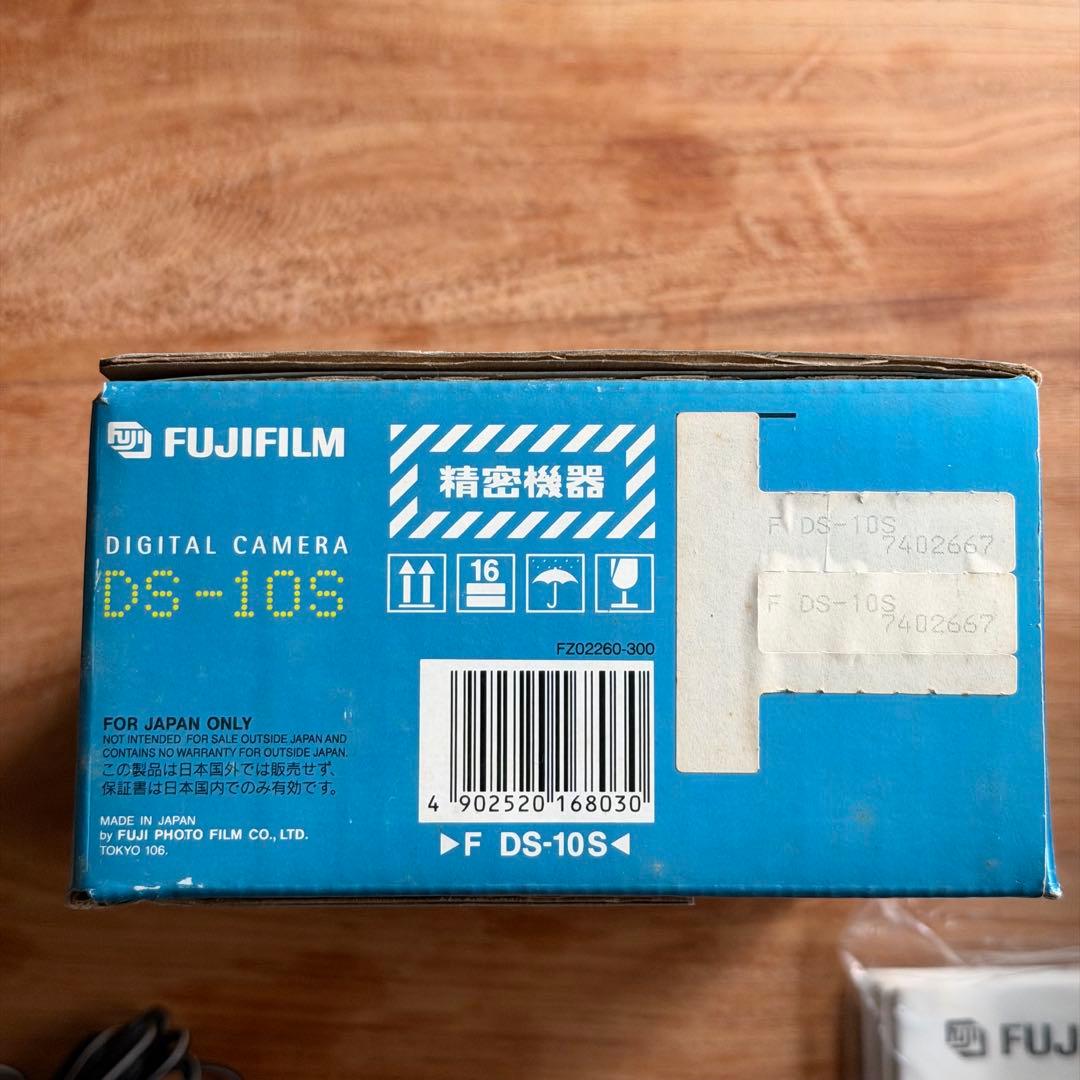 FUJI FUJIFILM
DIGITAL CAMERA
DS-10S
FOR JAPAN ONLY
NOT INTENDED FOR SALE OUTSIDE JAPAN AND
CONTAINS NO WARRANTY FOR OUTSIDE JAPAN.
この製品は日本国外では販売せず、
保証書は日本国内でのみ有効です。
MADE IN JAPAN
by FUJI PHOTO FILM CO., LTD.
TOKYO 106.
精密機器
16
FZ02260-300
4 902520 168030
▶F DS-10S◀
F DS-10S
7402667
F DS-10S
7402667
FUJI FUJ